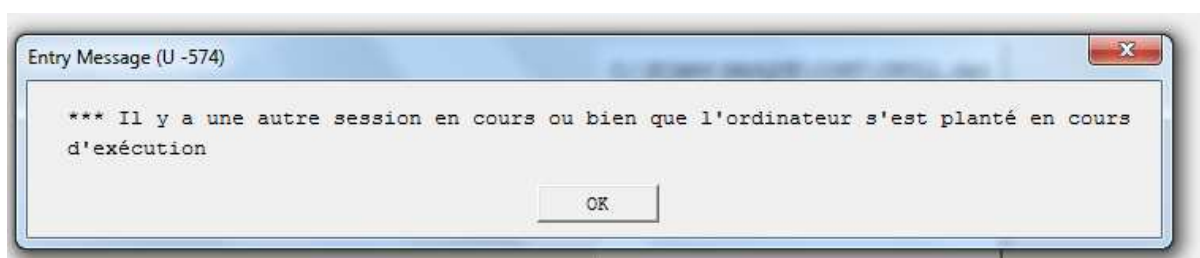 Entry Message (U -574)
*** Il y a une autre session en cours ou bien que l'ordinateur s'est planté en cours
d'exécution
OK